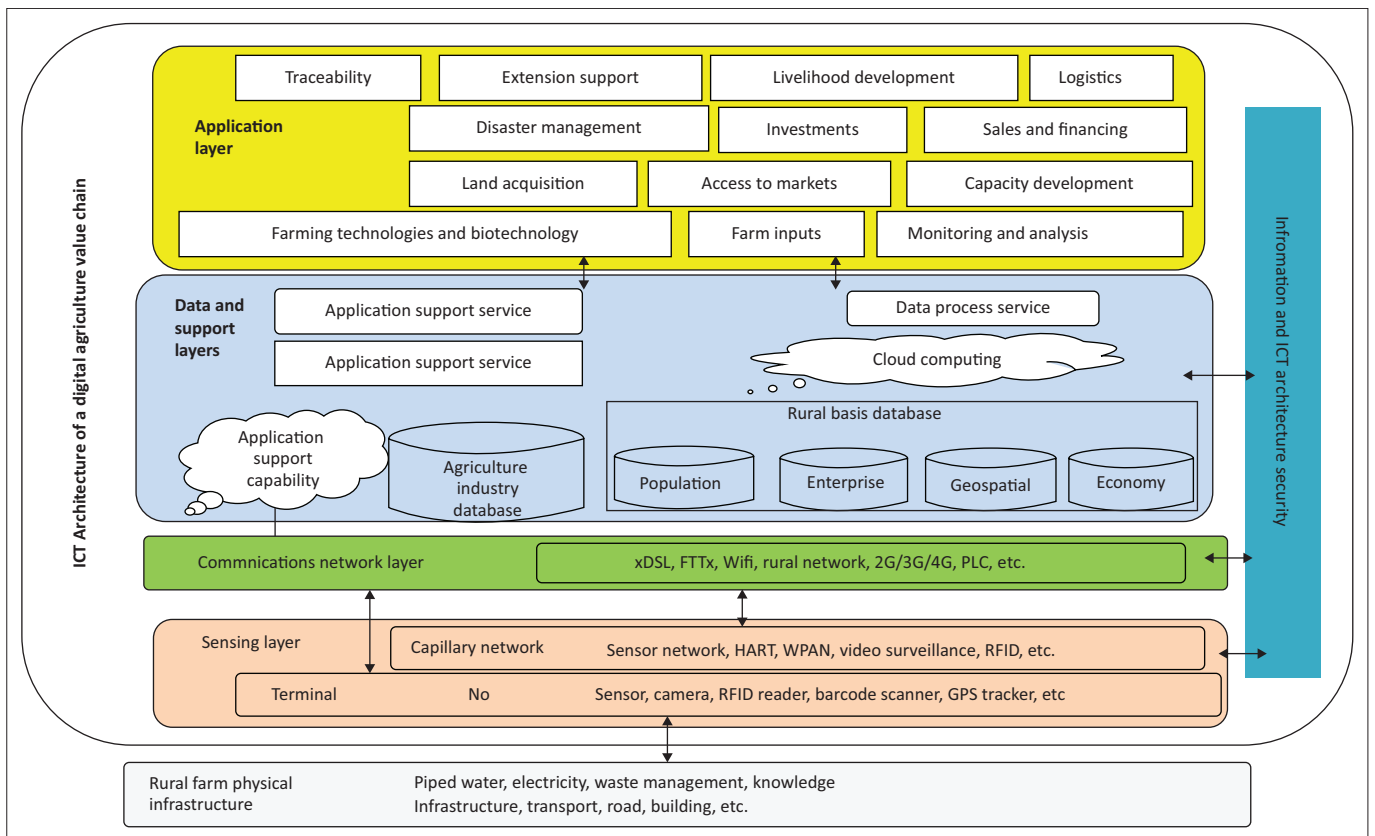 ICT Architecture of a digital agriculture value chain
Application
layer
Traceability
Extension support
Livelihood development
Logistics
Disaster management
Investments
Sales and financing
Land acquisition
Access to markets
Capacity development
Farming technologies and biotechnology
Farm inputs
Monitoring and analysis
Data and
support
layers
Application support service
Data process service
Application support service
Cloud computing
Rural basis database
Application
support
capability
Agriculture
industry
database
Population
Enterprise
Geospatial
Economy
Commnications network layer
xDSL, FTTx, Wifi, rural network, 2G/3G/4G, PLC, etc.
Sensing layer
Capillary network
Sensor network, HART, WPAN, video surveillance, RFID, etc.
Terminal
No
Sensor, camera, RFID reader, barcode scanner, GPS tracker, etc
Infromation and ICT architecture security
Rural farm physical
infrastructure
Piped water, electricity, waste management, knowledge
Infrastructure, transport, road, building, etc.